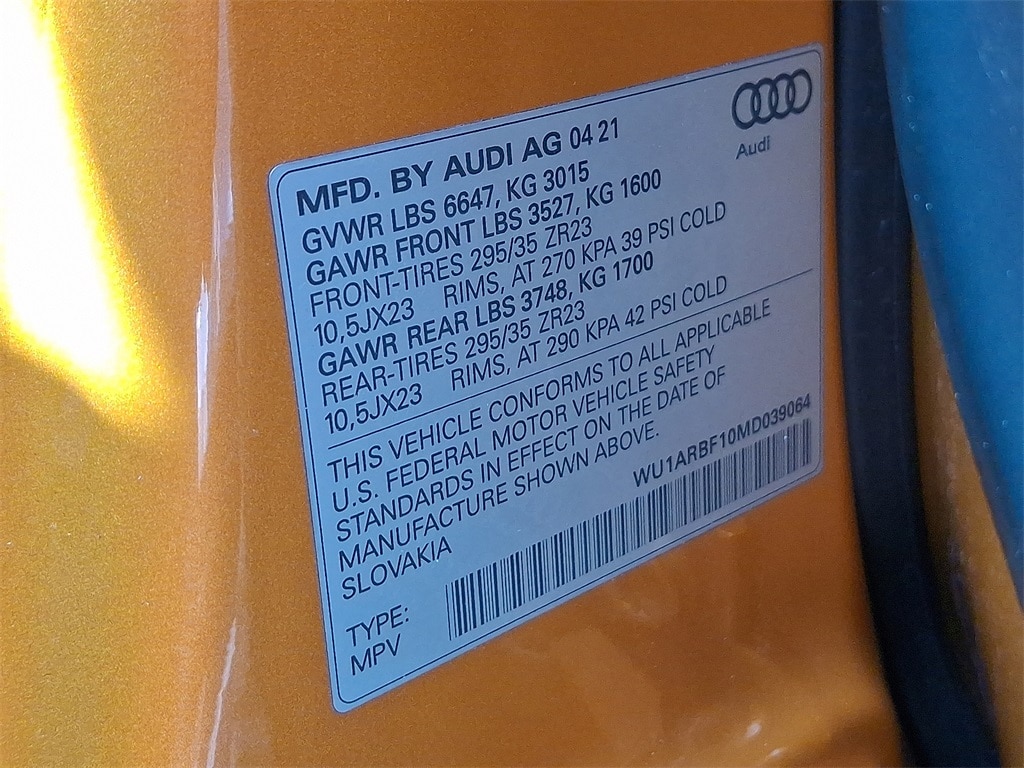 Audi
MFD. BY AUDI AG 04 21
GVWR LBS 6647, KG 3015
GAWR FRONT LBS 3527, KG 1600
FRONT-TIRES 295/35 ZR23
10,5JX23 RIMS, AT 270 KPA 39 PSI COLD
GAWR REAR LBS 3748, KG 1700
REAR-TIRES 295/35 ZR23
10,5JX23 RIMS, AT 290 KPA 42 PSI COLD
THIS VEHICLE CONFORMS TO ALL APPLICABLE
U.S. FEDERAL MOTOR VEHICLE SAFETY
STANDARDS IN EFFECT ON THE DATE OF
MANUFACTURE SHOWN ABOVE.
SLOVAKIA
WU1ARBF10MD039064
TYPE:
MPV